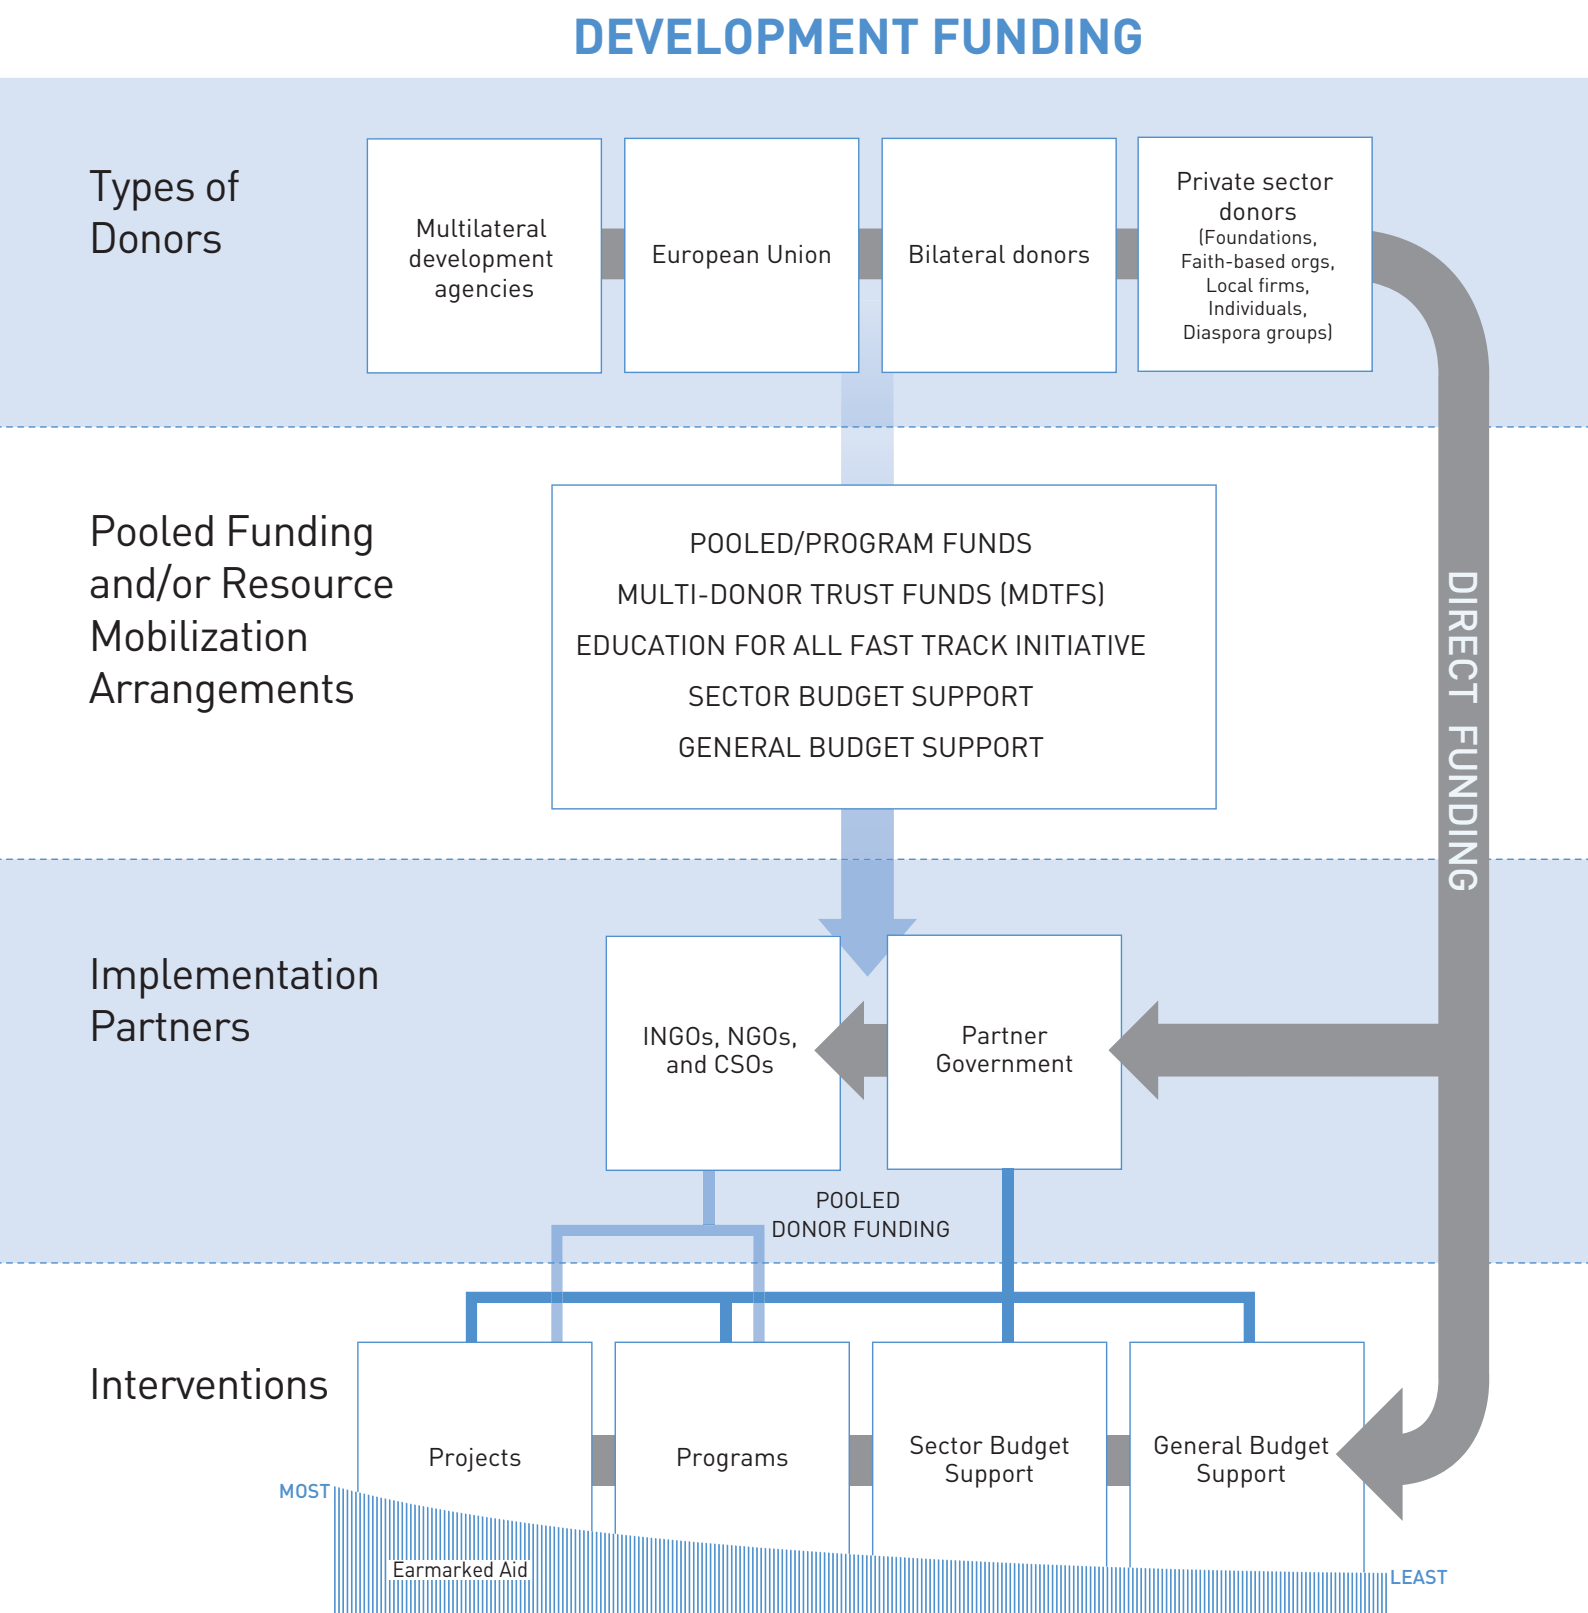 DEVELOPMENT FUNDING
Types of
Donors
Multilateral
development
agencies
European Union
Bilateral donors
Private sector
donors
(Foundations,
Faith-based orgs,
Local firms,
Individuals,
Diaspora groups)
Pooled Funding
and/or Resource
Mobilization
Arrangements
POOLED/PROGRAM FUNDS
MULTI-DONOR TRUST FUNDS (MDTFS)
EDUCATION FOR ALL FAST TRACK INITIATIVE
SECTOR BUDGET SUPPORT
GENERAL BUDGET SUPPORT
DIRECT FUNDING
Implementation
Partners
INGOs, NGOs,
and CSOs
Partner
Government
POOLED
DONOR FUNDING
Interventions
Projects
Programs
Sector Budget
Support
General Budget
Support
MOST
Earmarked Aid
LEAST